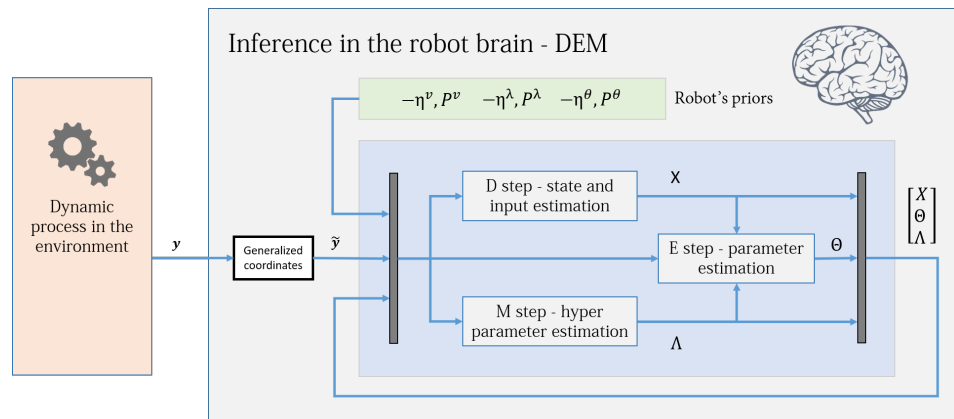 Inference in the robot brain - DEM
−η^v, P^v −η^λ, P^λ −η^θ, P^θ
Robot's priors
Dynamic
process in the
environment
y
Generalized
coordinates
ỹ
D step - state and
input estimation
X
E step - parameter
estimation
Θ
M step - hyper
parameter estimation
Λ
[X
Θ
Λ]